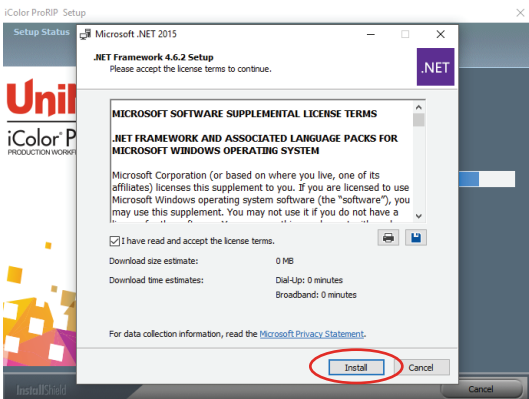 iColor ProRIP Setup
Setup Status
Microsoft .NET 2015
.NET Framework 4.6.2 Setup
Please accept the license terms to continue.
.NET
MICROSOFT SOFTWARE SUPPLEMENTAL LICENSE TERMS
.NET FRAMEWORK AND ASSOCIATED LANGUAGE PACKS FOR
MICROSOFT WINDOWS OPERATING SYSTEM
Microsoft Corporation (or based on where you live, one of its
affiliates) licenses this supplement to you. If you are licensed to use
Microsoft Windows operating system software (the “software”), you
may use this supplement. You may not use it if you do not have a
iColor P
PRODUCTION
I have read and accept the license terms.
Download size estimate: 0 MB
Download time estimates: Dial-Up: 0 minutes
Broadband: 0 minutes
For data collection information, read the Microsoft Privacy Statement.
Install Cancel
InstallShield
Cancel